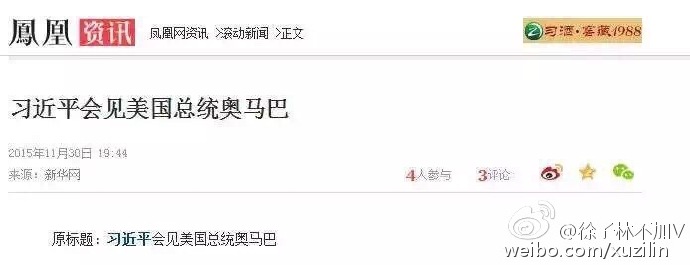 鳳凰 资讯 凤凰网资讯 >滚动新闻 >正文
习酒·窖藏1988
习近平会见美国总统奥马巴
2015年11月30日 19:44
来源：新华网
4人参与 3评论
原标题：习近平会见美国总统奥马巴
@徐子林不加V
weibo.com/xuzilin